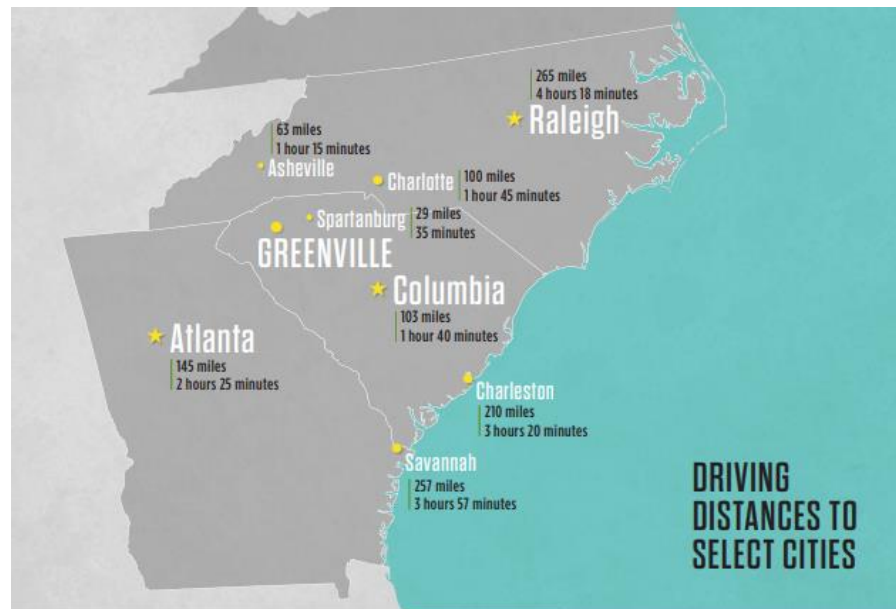 265 miles
4 hours 18 minutes
Raleigh
63 miles
1 hour 15 minutes
Asheville
Charlotte
100 miles
1 hour 45 minutes
Spartanburg
29 miles
35 minutes
GREENVILLE
Columbia
103 miles
1 hour 40 minutes
Atlanta
145 miles
2 hours 25 minutes
Charleston
210 miles
3 hours 20 minutes
Savannah
257 miles
3 hours 57 minutes
DRIVING
DISTANCES TO
SELECT CITIES